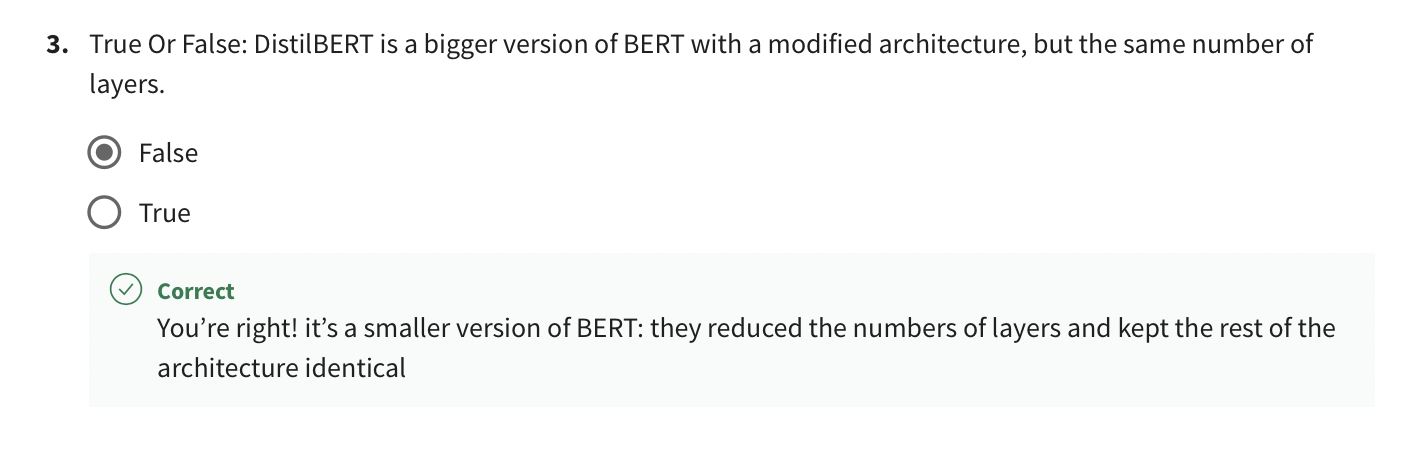 3. True Or False: DistilBERT is a bigger version of BERT with a modified architecture, but the same number of
layers.
False
True
Correct
You’re right! it’s a smaller version of BERT: they reduced the numbers of layers and kept the rest of the
architecture identical